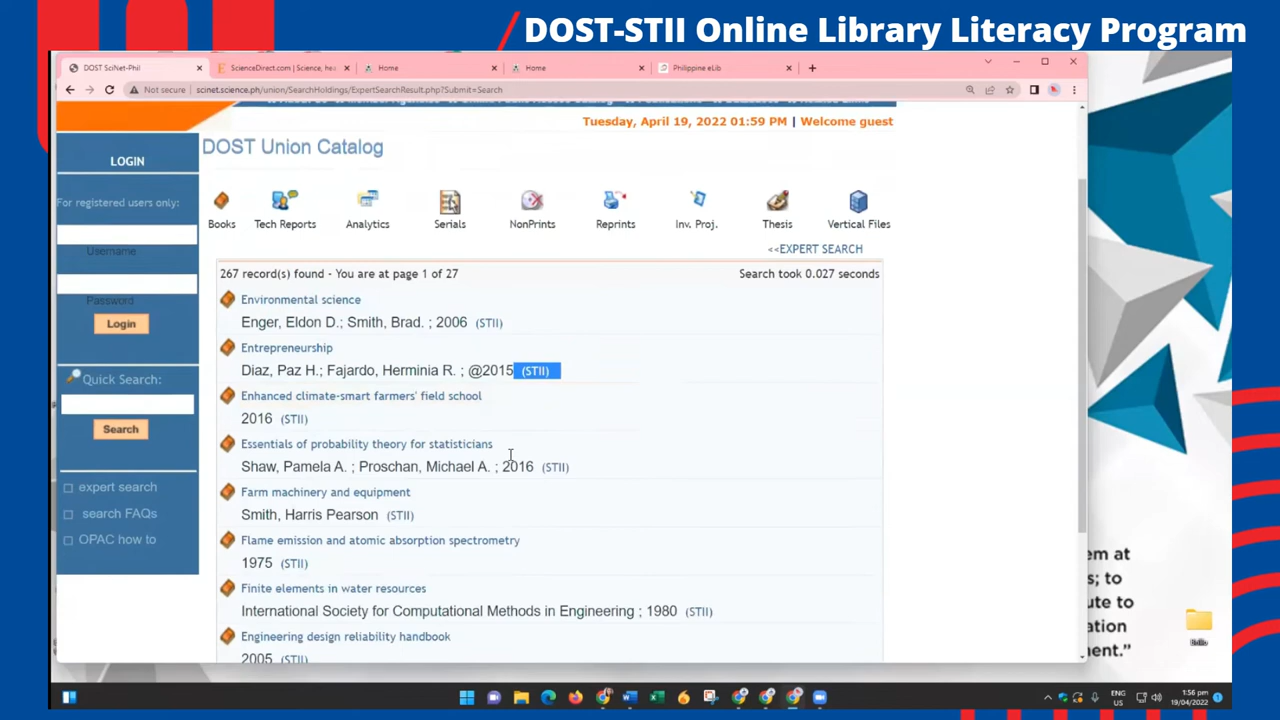 DOST-STII Online Library Literacy Program
DOST SciNet-Phil
ScienceDirect.com | Science, hea
Home
Home
Philippine eLib
Not secure | scinet.science.ph/union/SearchHoldings/ExpertSearchResult.php?Submit=Search
Tuesday, April 19, 2022 01:59 PM | Welcome guest
DOST Union Catalog
LOGIN
For registered users only:
Username
Password
Login
Quick Search:
Search
expert search
search FAQs
OPAC how to
Books
Tech Reports
Analytics
Serials
NonPrints
Reprints
Inv. Proj.
Thesis
Vertical Files
<<EXPERT SEARCH
267 record(s) found - You are at page 1 of 27
Search took 0.027 seconds
Environmental science
Enger, Eldon D.; Smith, Brad. ; 2006 (STII)
Entrepreneurship
Diaz, Paz H.; Fajardo, Herminia R. ; @2015 (STII)
Enhanced climate-smart farmers' field school
2016 (STII)
Essentials of probability theory for statisticians
Shaw, Pamela A. ; Proschan, Michael A. ; 2016 (STII)
Farm machinery and equipment
Smith, Harris Pearson (STII)
Flame emission and atomic absorption spectrometry
1975 (STII)
Finite elements in water resources
International Society for Computational Methods in Engineering ; 1980 (STII)
Engineering design reliability handbook
2005 (STII)
em at
s; to
ute to
ation
ent.”
ENG
US
1:56 pm
19/04/2022